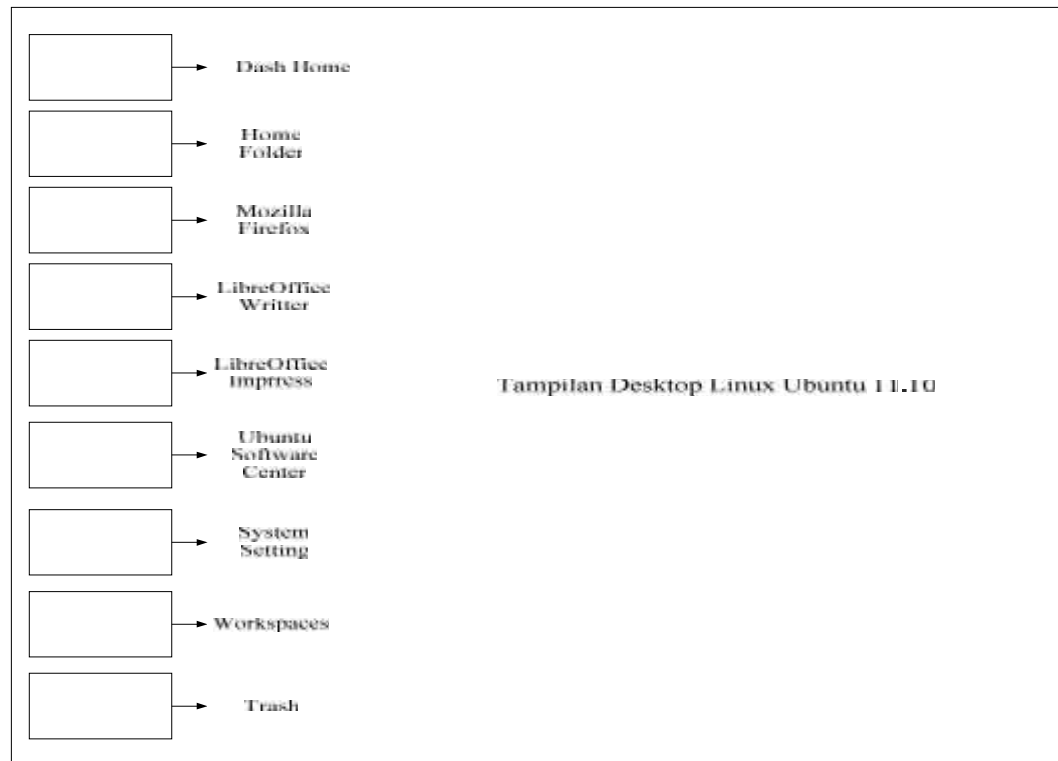 Dash Home
Home
Folder
Mozilla
Firefox
LibreOffice
Writter
LibreOffice
Imprress
Ubuntu
Software
Center
System
Setting
Workspaces
Trash
Tampilan Desktop Linux Ubuntu 11.10